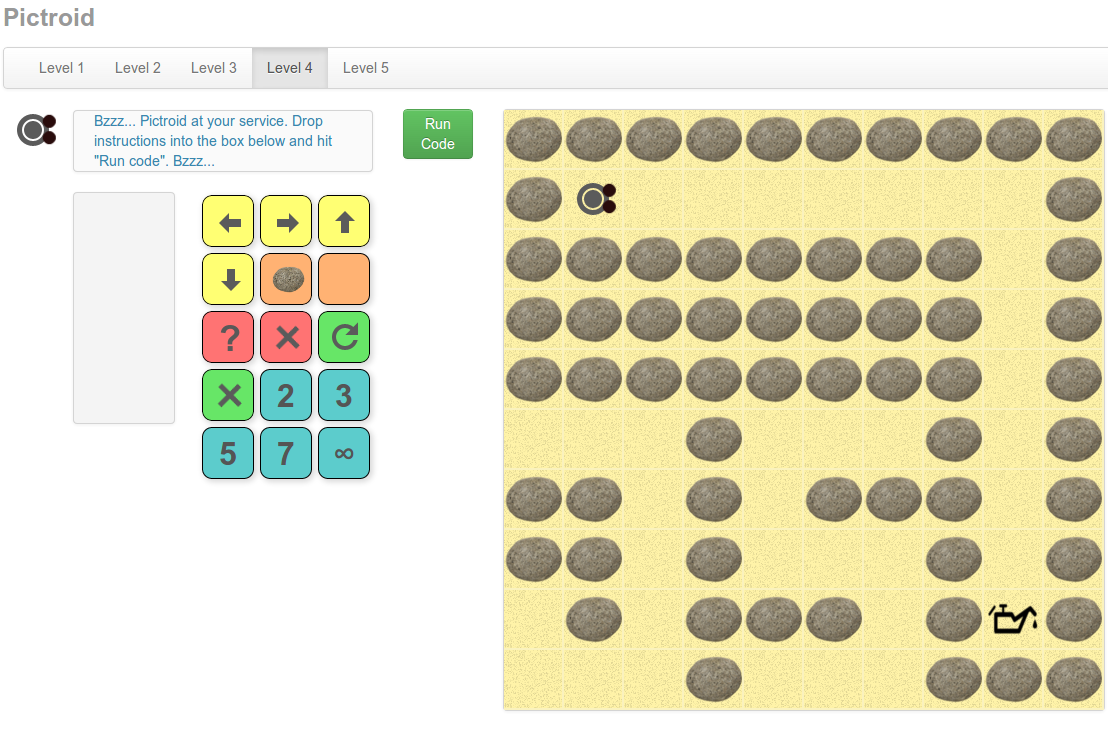 Pictroid
Level 1 Level 2 Level 3 Level 4 Level 5
Bzzz... Pictroid at your service. Drop
instructions into the box below and hit
"Run code". Bzzz...
Run
Code
?
2 3
5 7 ∞